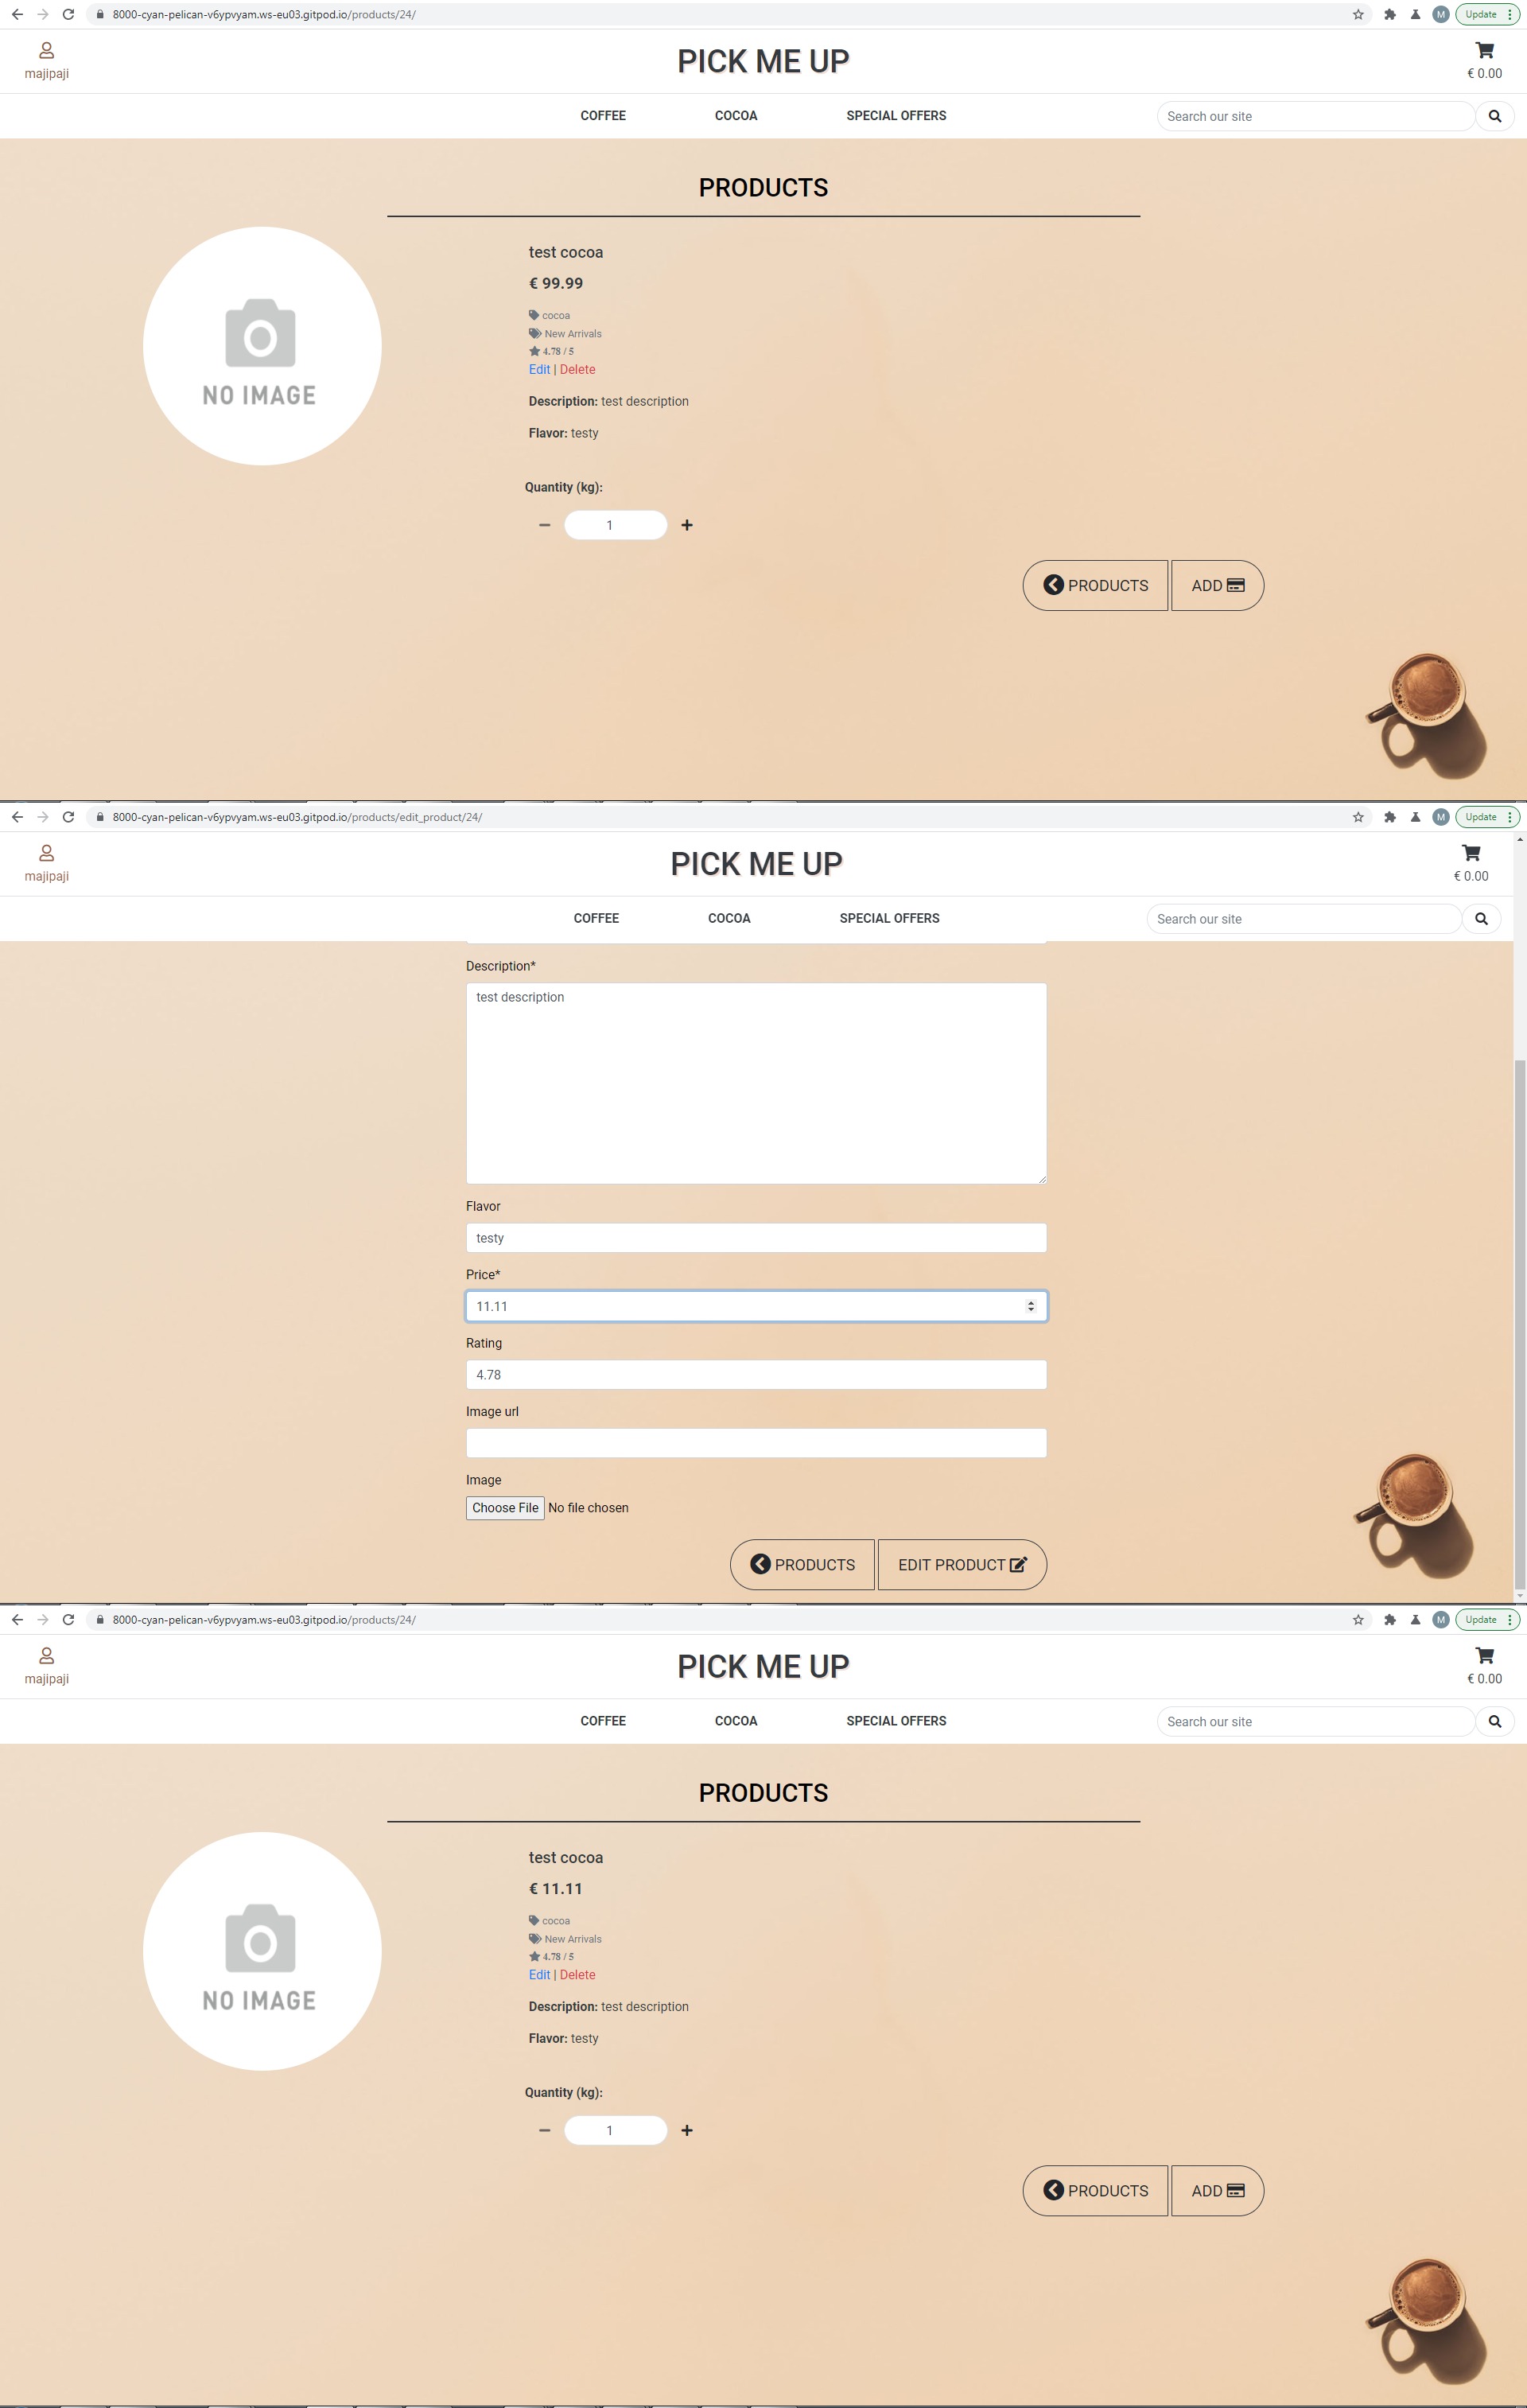 8000-cyan-pelican-v6ypvyam.ws-eu03.gitpod.io/products/24/
M
Update
majipaji
PICK ME UP
€ 0.00
COFFEE
COCOA
SPECIAL OFFERS
Search our site
PRODUCTS
NO IMAGE
test cocoa
€ 99.99
cocoa
New Arrivals
4.78 / 5
Edit | Delete
Description: test description
Flavor: testy
Quantity (kg):
1
PRODUCTS
ADD
8000-cyan-pelican-v6ypvyam.ws-eu03.gitpod.io/products/edit_product/24/
M
Update
majipaji
PICK ME UP
€ 0.00
COFFEE
COCOA
SPECIAL OFFERS
Search our site
Description*
test description
Flavor
testy
Price*
11.11
Rating
4.78
Image url
Image
Choose File No file chosen
PRODUCTS
EDIT PRODUCT
8000-cyan-pelican-v6ypvyam.ws-eu03.gitpod.io/products/24/
M
Update
majipaji
PICK ME UP
€ 0.00
COFFEE
COCOA
SPECIAL OFFERS
Search our site
PRODUCTS
NO IMAGE
test cocoa
€ 11.11
cocoa
New Arrivals
4.78 / 5
Edit | Delete
Description: test description
Flavor: testy
Quantity (kg):
1
PRODUCTS
ADD